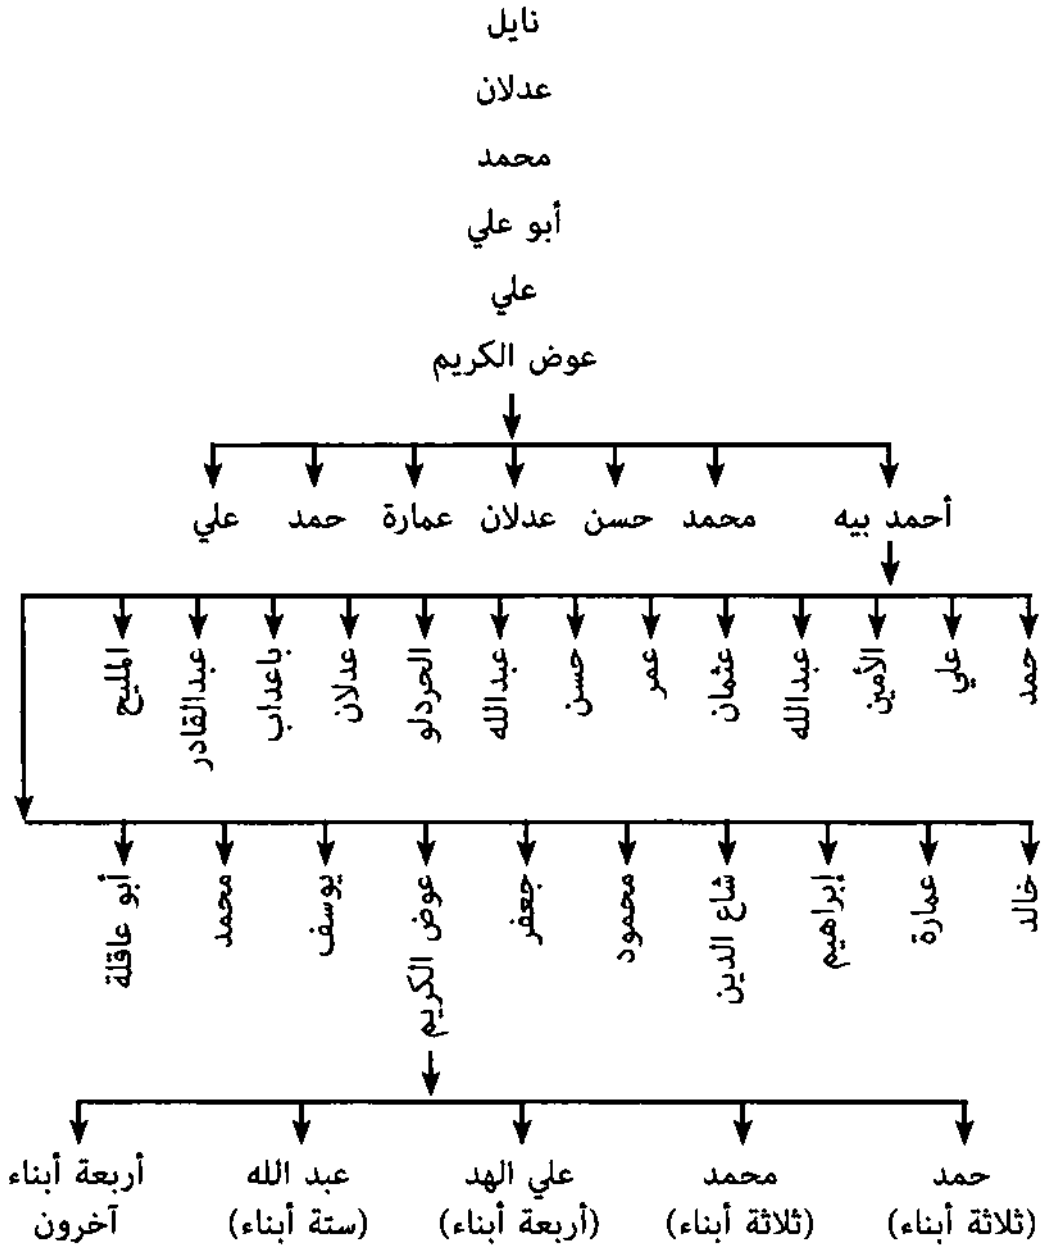 نايل
عدلان
محمد
أبو علي
علي
عوض الكريم
أحمد بيه محمد حسن عدلان عمارة حمد علي
حمد علي الأمين عبدالله عثمان عمر حسن عبدالله الحردلو عدلان باعداب عبدالقادر المليح
خالد عمارة إبراهيم شاع الدين محمود جعفر عوض الكريم يوسف محمد أبو عاقلة
حمد محمد علي الهد عبد الله أربعة أبناء
(ثلاثة أبناء) (ثلاثة أبناء) (أربعة أبناء) (ستة أبناء) آخرون